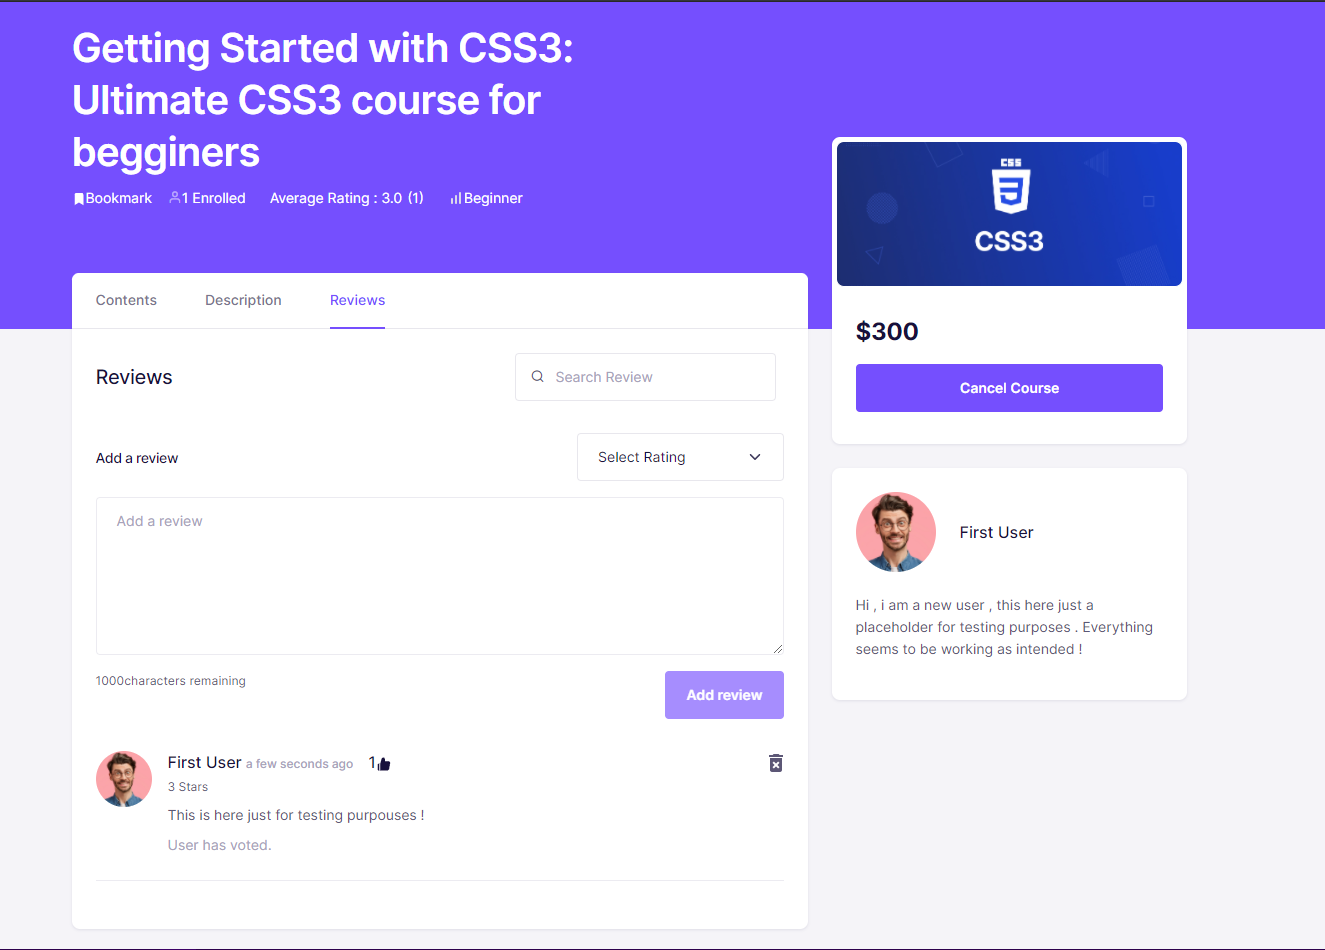 Getting Started with CSS3:
Ultimate CSS3 course for
begginers
Bookmark 1 Enrolled Average Rating : 3.0 (1) Beginner
CSS
CSS3
$300
Cancel Course
First User
Hi , i am a new user , this here just a
placeholder for testing purposes . Everything
seems to be working as intended !
Contents Description Reviews
Reviews
Search Review
Add a review
Select Rating
Add a review
1000characters remaining
Add review
First User a few seconds ago 1
3 Stars
This is here just for testing purpouses !
User has voted.